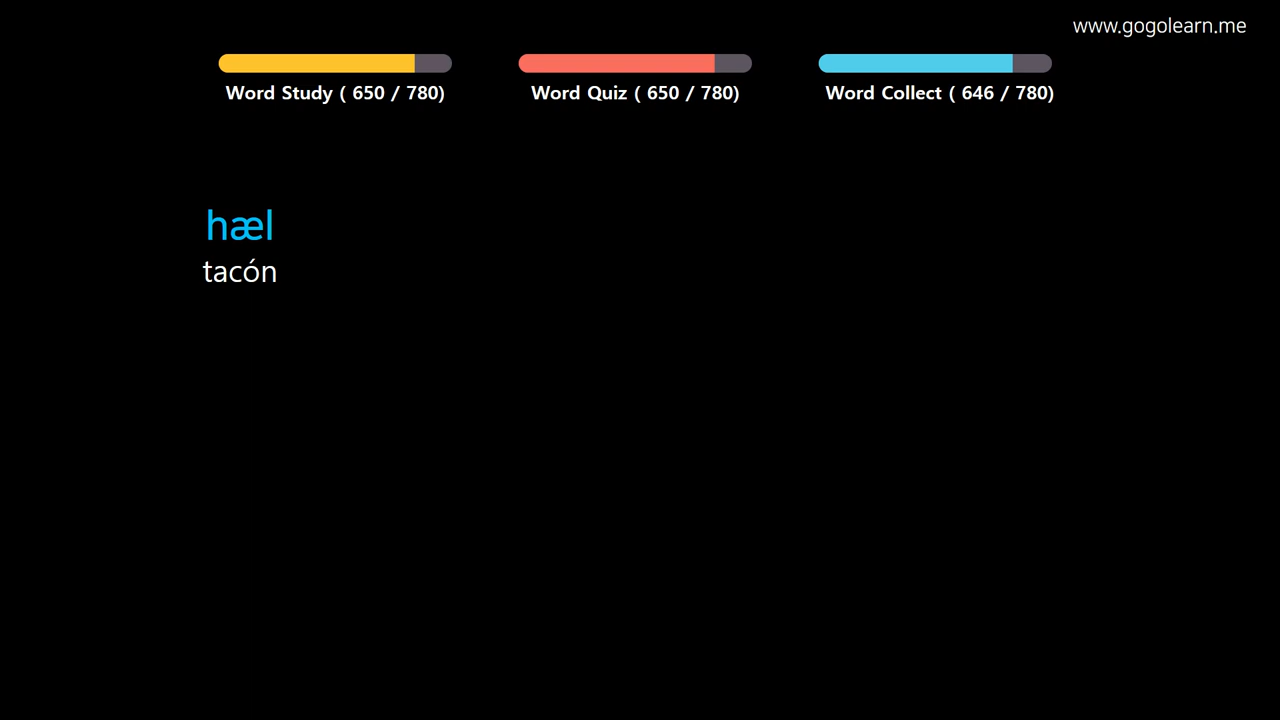 www.gogolearn.me
Word Study ( 650 / 780)
Word Quiz ( 650 / 780)
Word Collect ( 646 / 780)
hæl
tacón